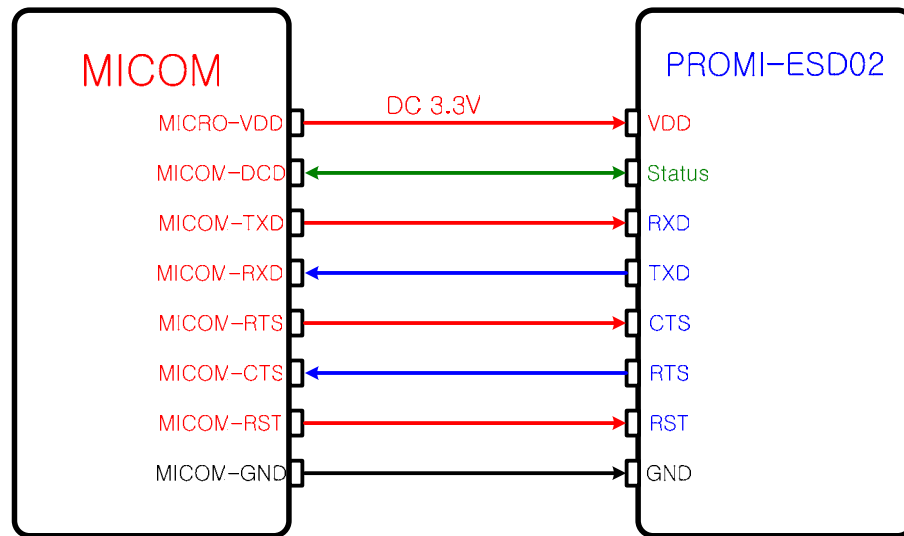 MICOM
PROMI-ESD02
MICRO-VDD
DC 3.3V
VDD
MICOM-DCD
Status
MICOM-TXD
RXD
MICOM-RXD
TXD
MICOM-RTS
CTS
MICOM-CTS
RTS
MICOM-RST
RST
MICOM-GND
GND